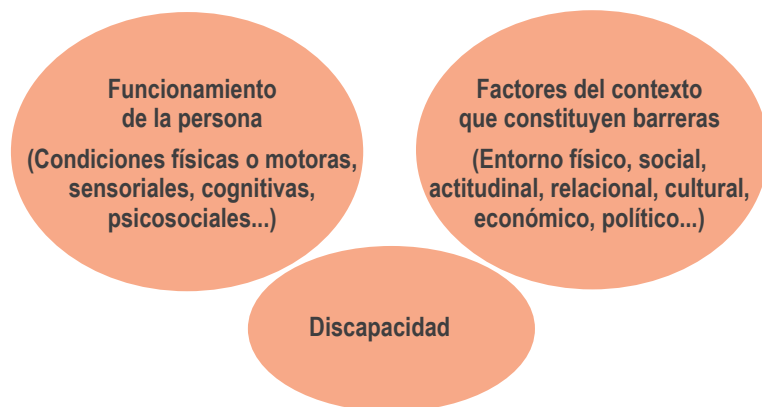 Funcionamiento
de la persona
(Condiciones físicas o motoras,
sensoriales, cognitivas,
psicosociales...)
Factores del contexto
que constituyen barreras
(Entorno físico, social,
actitudinal, relacional, cultural,
económico, político...)
Discapacidad